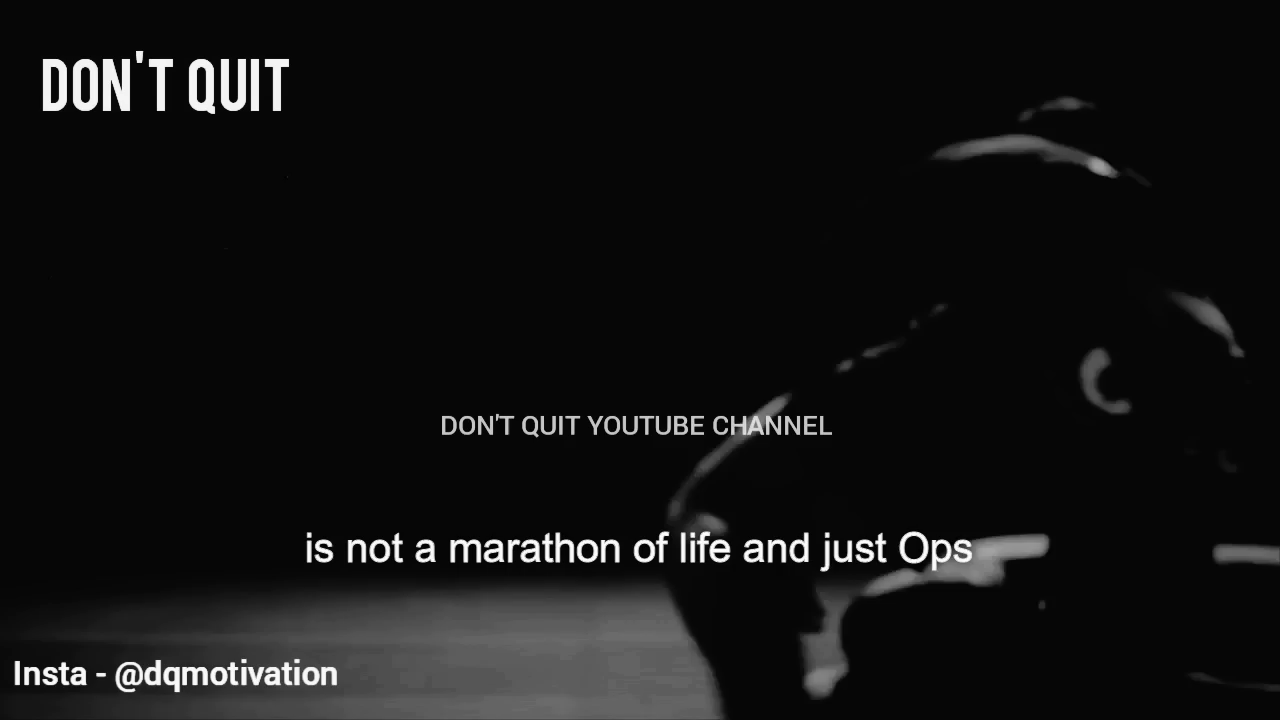 DON'T QUIT
DON'T QUIT YOUTUBE CHANNEL
is not a marathon of life and just Ops
Insta - @dqmotivation